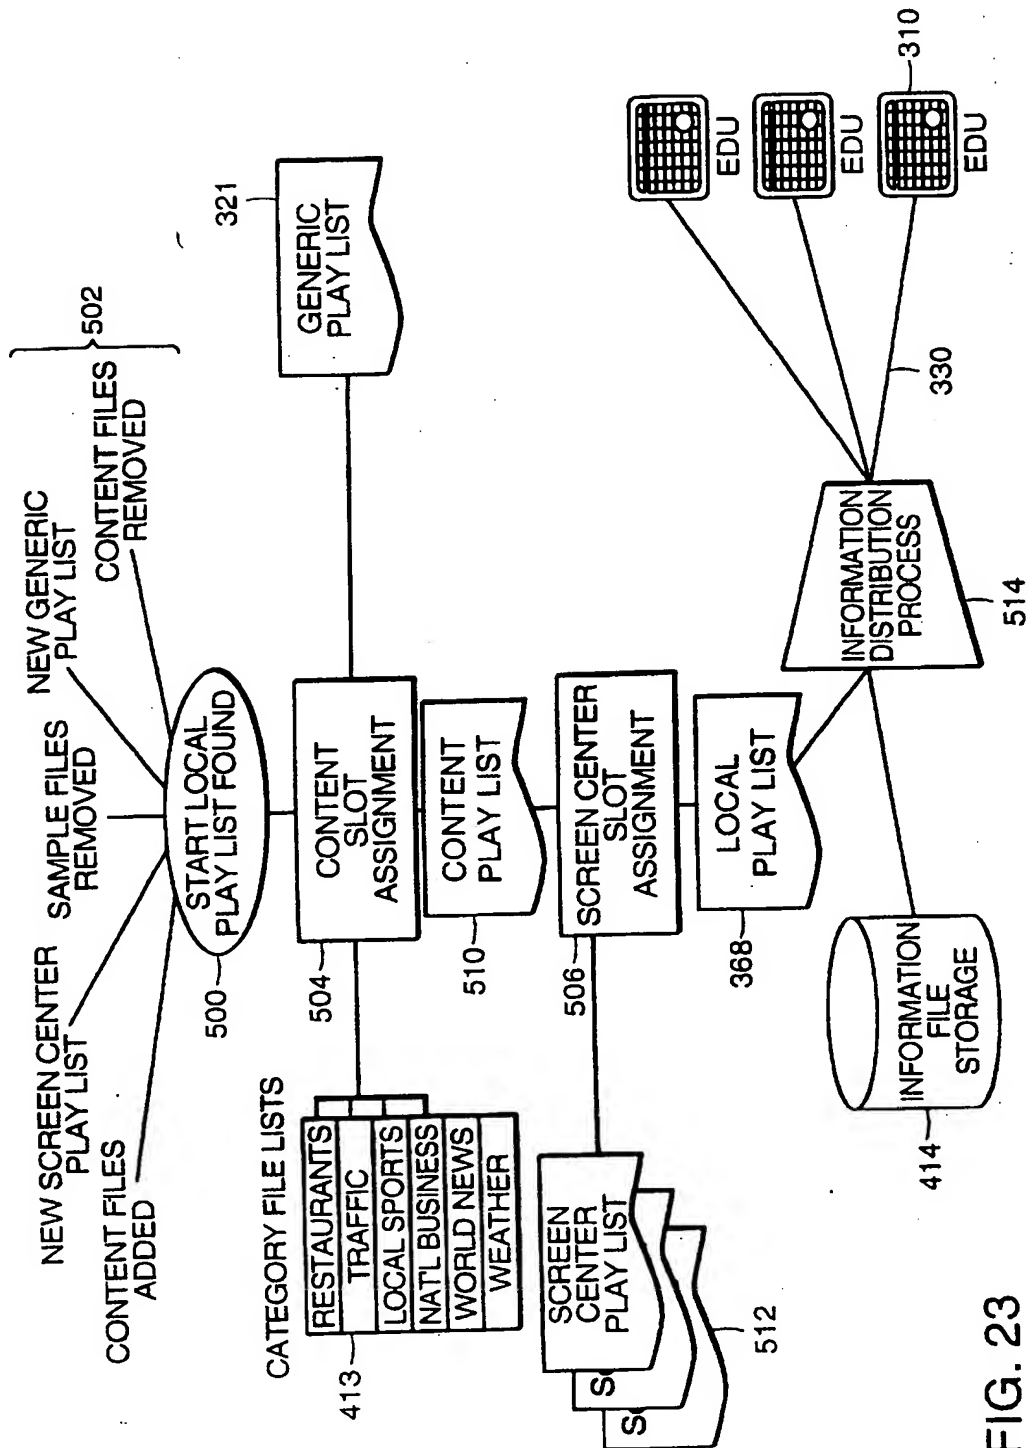 CONTENT FILES
ADDED
NEW SCREEN CENTER
PLAY LIST
SAMPLE FILES
REMOVED
NEW GENERIC
PLAY LIST
CONTENT FILES
REMOVED
502
START LOCAL
PLAY LIST FOUND
500
CATEGORY FILE LISTS
RESTAURANTS
TRAFFIC
LOCAL SPORTS
NAT'L BUSINESS
WORLD NEWS
WEATHER
413
CONTENT
SLOT
ASSIGNMENT
504
GENERIC
PLAY LIST
321
CONTENT
PLAY LIST
510
SCREEN
CENTER
PLAY LIST
SC
SC
512
SCREEN CENTER
SLOT
ASSIGNMENT
506
LOCAL
PLAY LIST
368
INFORMATION
FILE
STORAGE
414
INFORMATION
DISTRIBUTION
PROCESS
514
330
EDU
EDU
EDU
310
FIG. 23